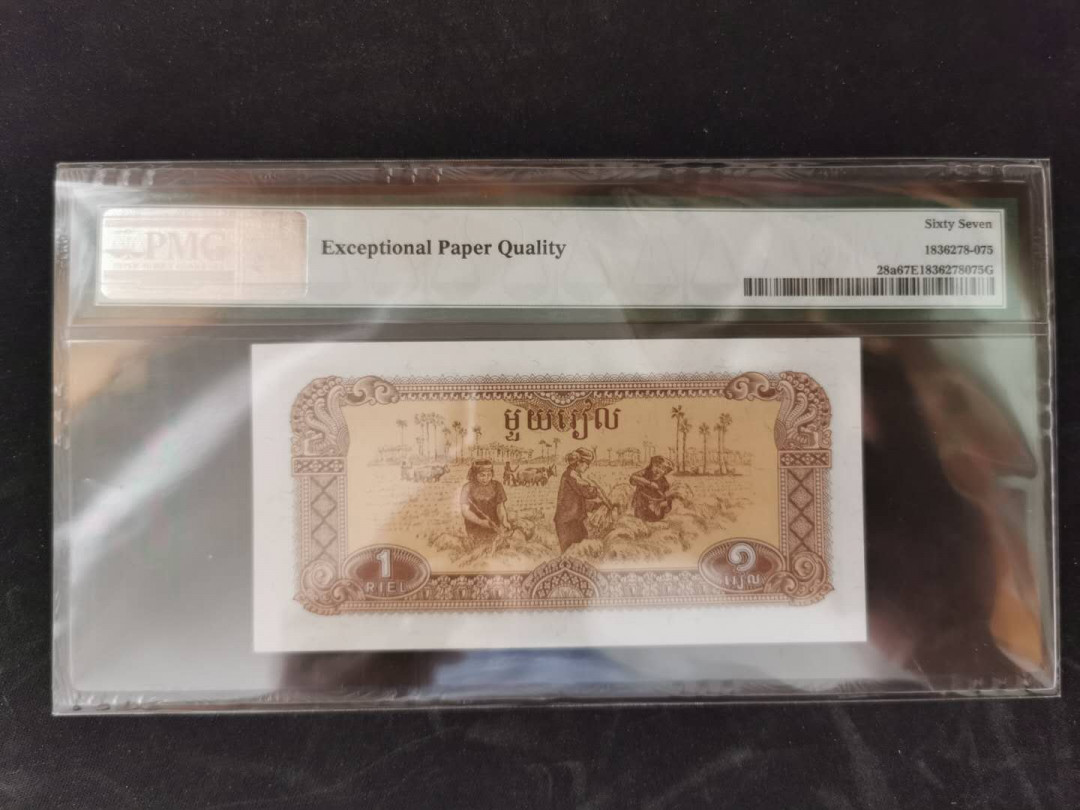 PMG
Exceptional Paper Quality
Sixty Seven
1836278-075
28a67E1836278075G
មួយរៀល
1
RIEL
១
រៀល